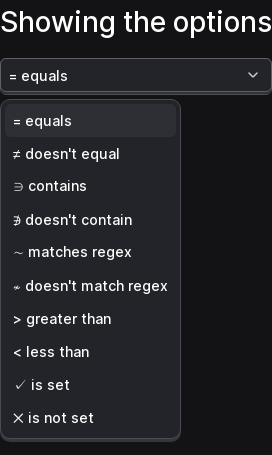 Showing the options
= equals
= equals
≠ doesn't equal
∋ contains
∌ doesn't contain
∼ matches regex
≁ doesn't match regex
> greater than
< less than
✓ is set
✕ is not set